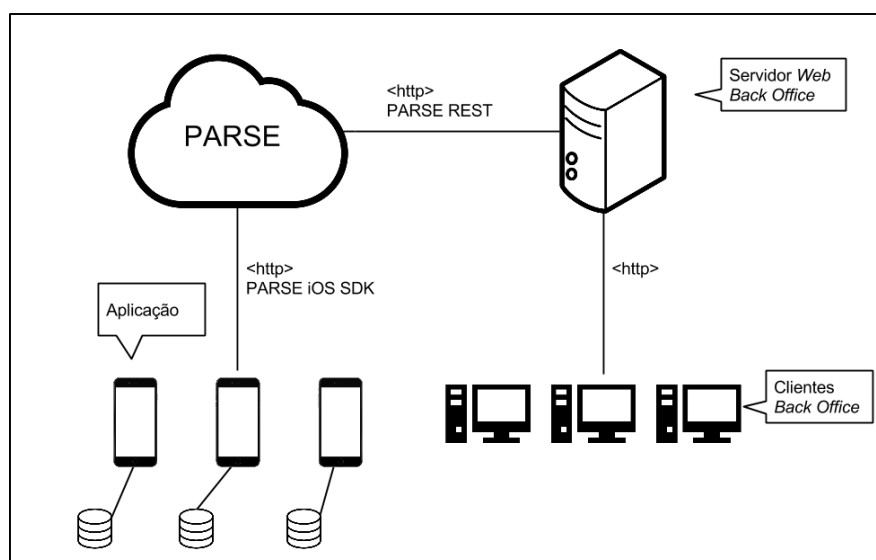 <http>
PARSE REST
Servidor Web
Back Office
PARSE
<http>
PARSE iOS SDK
<http>
Aplicação
Clientes
Back Office